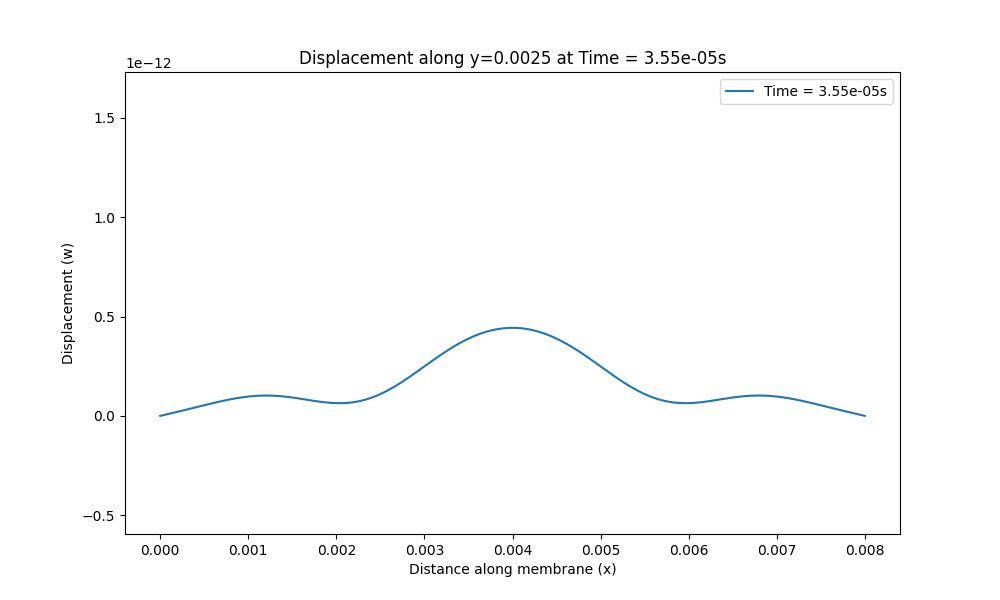 Displacement along y=0.0025 at Time = 3.55e-05s
1e−12
Time = 3.55e-05s
1.5
1.0
0.5
0.0
−0.5
Displacement (w)
0.000 0.001 0.002 0.003 0.004 0.005 0.006 0.007 0.008
Distance along membrane (x)